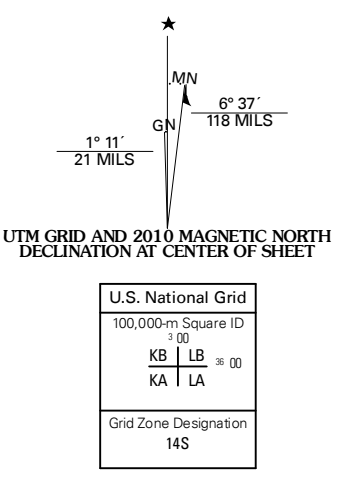 ★
MN
6° 37´
118 MILS
GN
1° 11´
21 MILS
UTM GRID AND 2010 MAGNETIC NORTH
DECLINATION AT CENTER OF SHEET
U.S. National Grid
100,000-m Square ID
3 00
KB LB 36 00
KA LA
Grid Zone Designation
14S